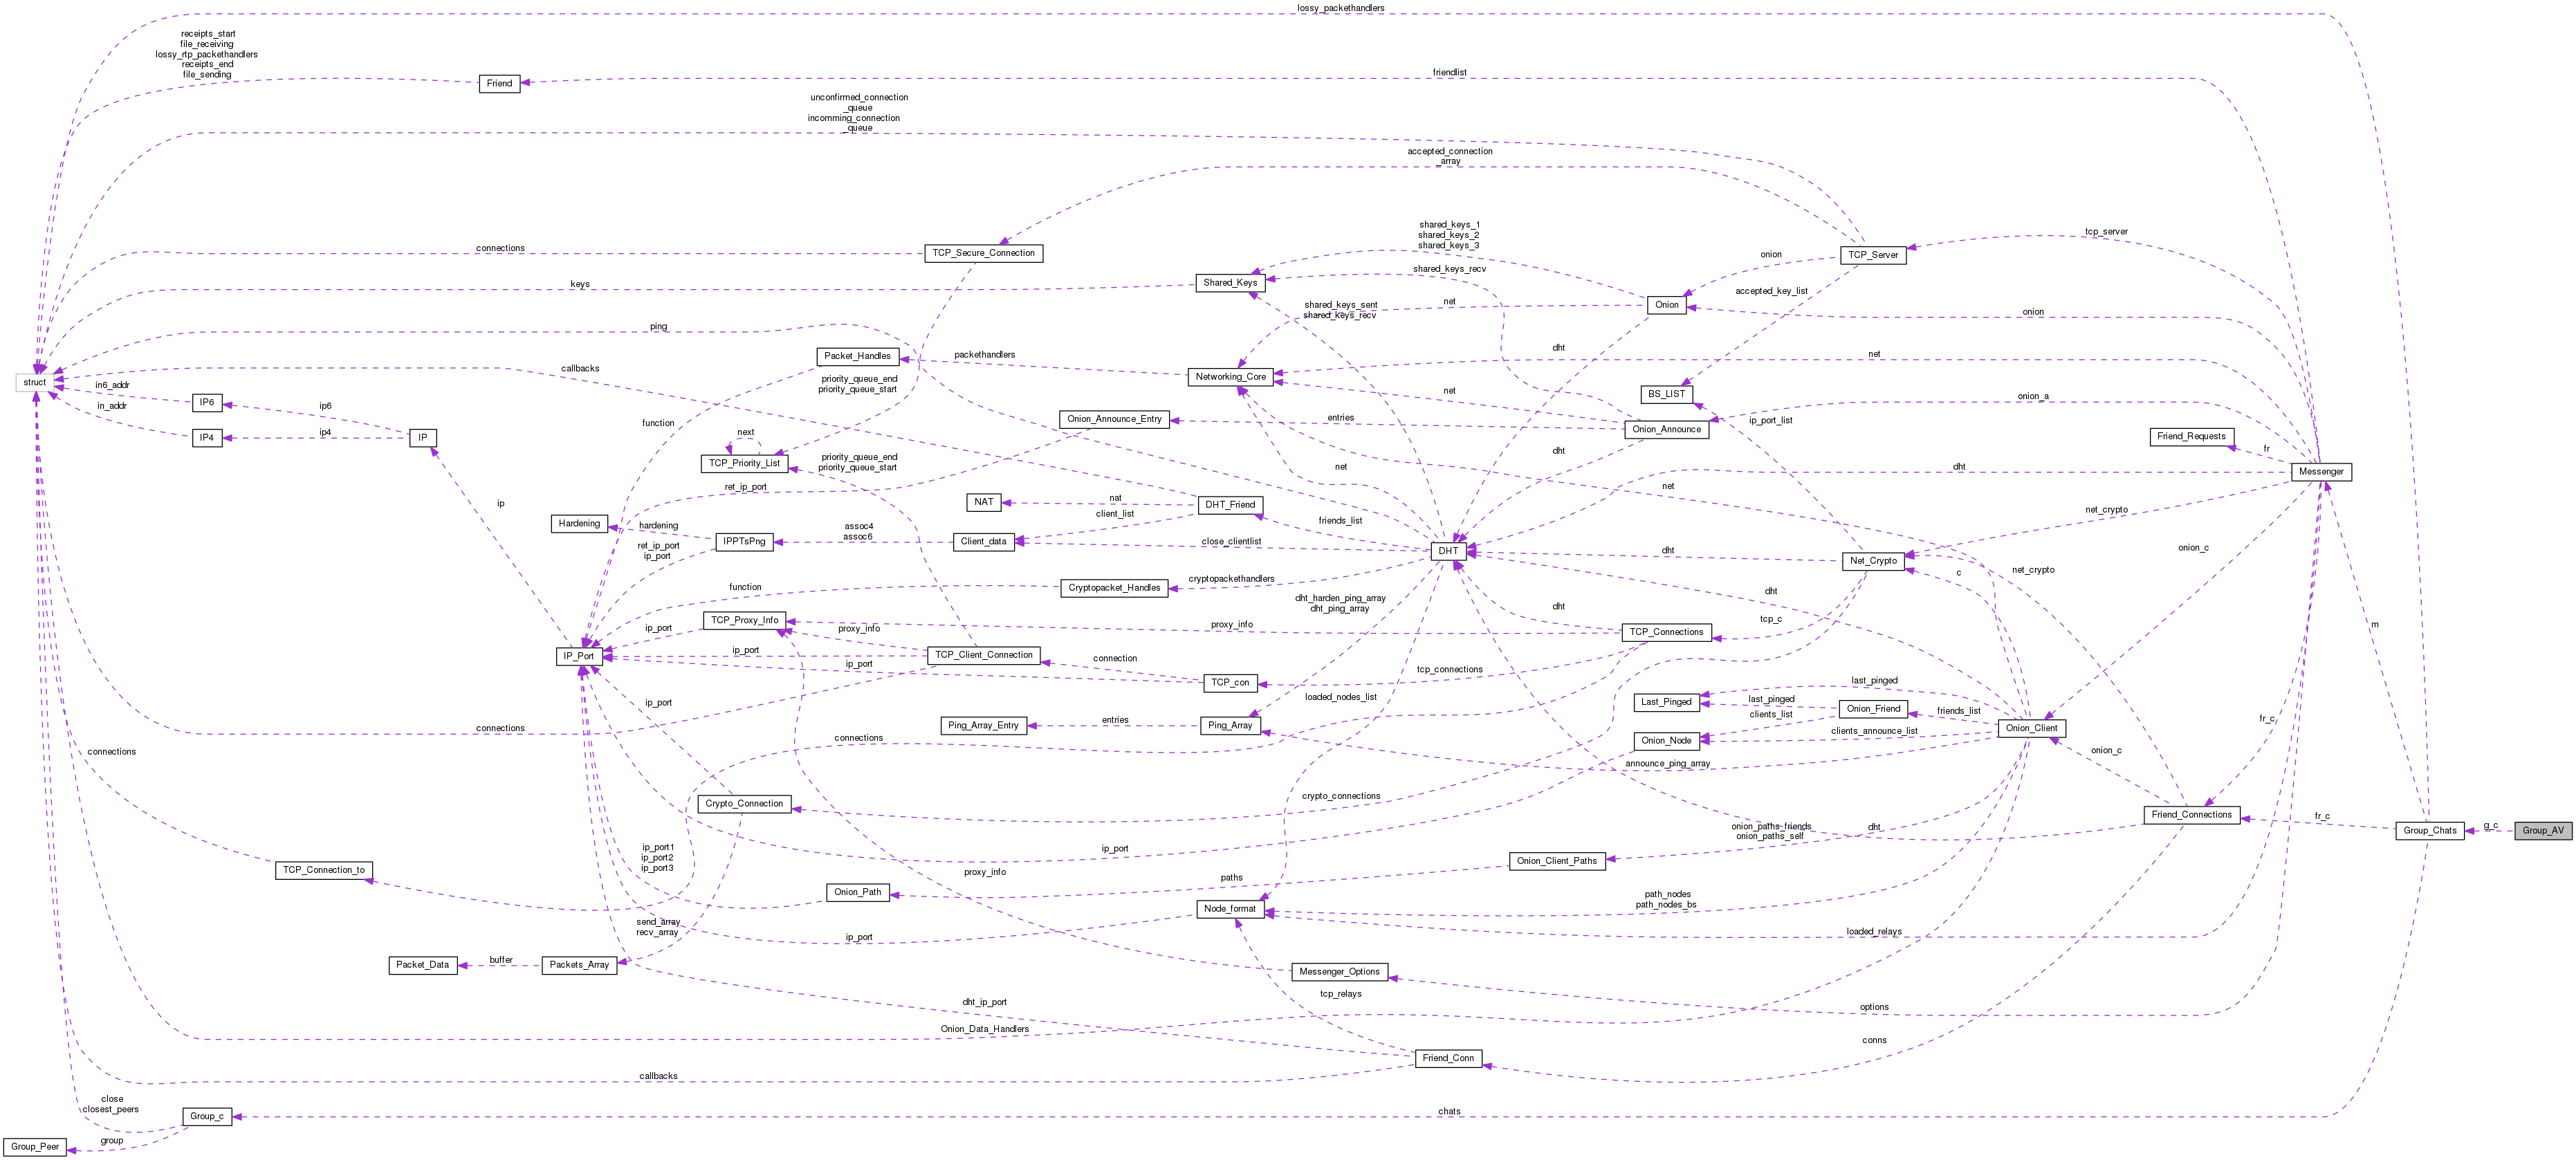 lossy_packethandlers
receipts_start
file_receiving
lossy_rtp_packethandlers
receipts_end
file_sending
Friend
friendlist
unconfirmed_connection
_queue
incomming_connection
_queue
accepted_connection
_array
shared_keys_1
shared_keys_2
shared_keys_3
tcp_server
connections
TCP_Secure_Connection
onion
TCP_Server
shared_keys_recv
keys
Shared_Keys
accepted_key_list
shared_keys_sent
shared_keys_recv
net
Onion
onion
ping
packethandlers
dht
net
Packet_Handles
callbacks
struct
in6_addr
priority_queue_end
priority_queue_start
Networking_Core
net
BS_LIST
onion_a
IP6
ip6
in_addr
function
Onion_Announce_Entry
entries
ip_port_list
Onion_Announce
IP4
ip4
IP
next
Friend_Requests
fr
TCP_Priority_List
priority_queue_end
priority_queue_start
net
dht
dht
Messenger
ret_ip_port
net
ip
NAT
nat
DHT_Friend
client_list
friends_list
net_crypto
Hardening
hardening
IPPTsPng
assoc4
assoc6
Client_data
close_clientlist
DHT
dht
Net_Crypto
onion_c
ret_ip_port
ip_port
function
Cryptopacket_Handles
cryptopackethandlers
c
net_crypto
dht_harden_ping_array
dht_ping_array
dht
dht
tcp_c
TCP_Proxy_Info
ip_port
proxy_info
proxy_info
TCP_Connections
m
IP_Port
ip_port
TCP_Client_Connection
connection
ip_port
TCP_con
tcp_connections
last_pinged
loaded_nodes_list
Last_Pinged
last_pinged
Onion_Friend
friends_list
ip_port
clients_list
fr_c
connections
Ping_Array_Entry
entries
Ping_Array
clients_announce_list
Onion_Client
Onion_Node
connections
connections
onion_c
announce_ping_array
Crypto_Connection
crypto_connections
Friend_Connections
fr_c
onion_paths_friends
onion_paths_self
dht
Group_Chats
g_c
Group_AV
ip_port1
ip_port2
ip_port3
ip_port
Onion_Client_Paths
TCP_Connection_to
proxy_info
paths
Onion_Path
path_nodes
path_nodes_bs
Node_format
send_array
recv_array
ip_port
loaded_relays
Packet_Data
buffer
Packets_Array
Messenger_Options
tcp_relays
dht_ip_port
options
Onion_Data_Handlers
conns
Friend_Conn
callbacks
close
closest_peers
Group_c
chats
Group_Peer
group